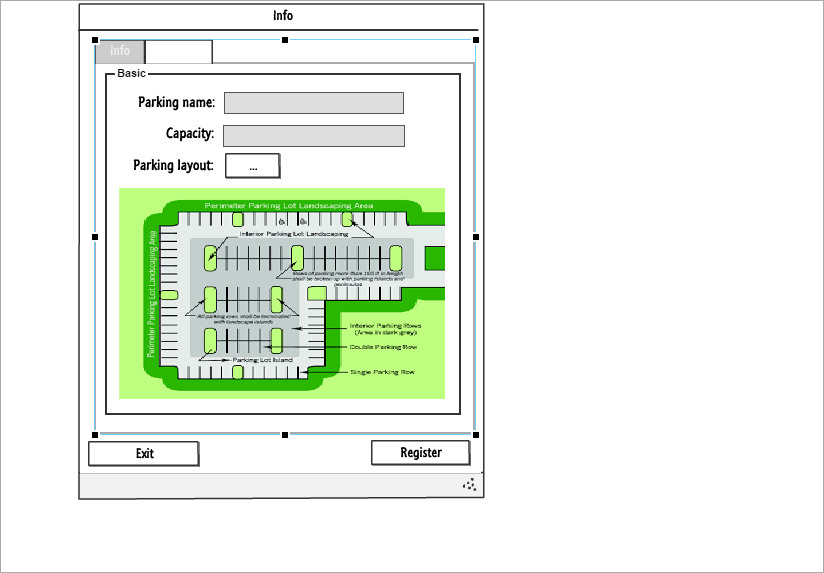 Info
Info
Basic
Parking name:
Capacity:
Parking layout:
...
Perimeter Parking Lot Landscaping Area
Perimeter Parking Lot Landscaping Area
Interior Parking Lot Landscaping
Rows of parking more than 100 ft in length
shall be broken up with parking islands and
peninsulas
All parking rows shall be terminated
with landscape islands
Interior Parking Rows
(Area in dark grey)
Double Parking Row
Parking Lot Island
Single Parking Row
Exit
Register